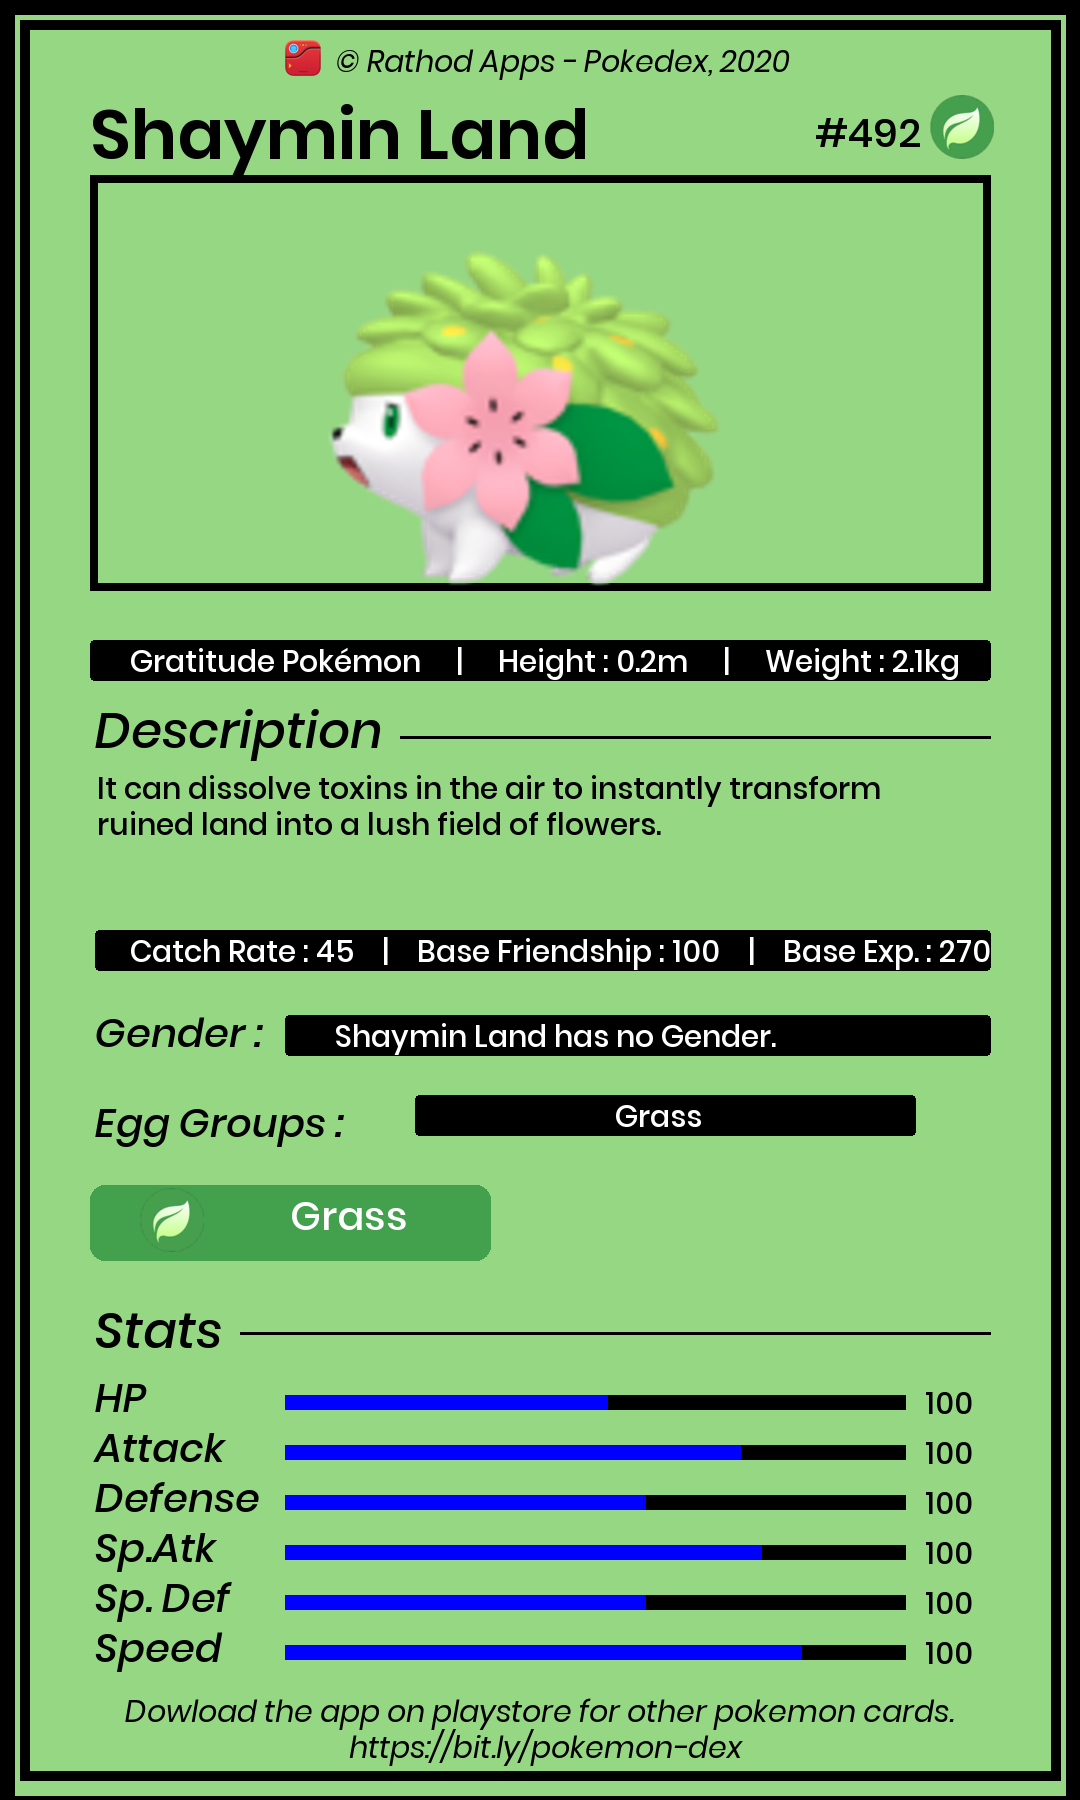 © Rathod Apps - Pokedex, 2020
Shaymin Land
#492
Gratitude Pokémon | Height : 0.2m | Weight : 2.1kg
Description
It can dissolve toxins in the air to instantly transform
ruined land into a lush field of flowers.
Catch Rate : 45 | Base Friendship : 100 | Base Exp. : 270
Gender : Shaymin Land has no Gender.
Egg Groups : Grass
Grass
Stats
HP 100
Attack 100
Defense 100
Sp.Atk 100
Sp. Def 100
Speed 100
Dowload the app on playstore for other pokemon cards.
https://bit.ly/pokemon-dex